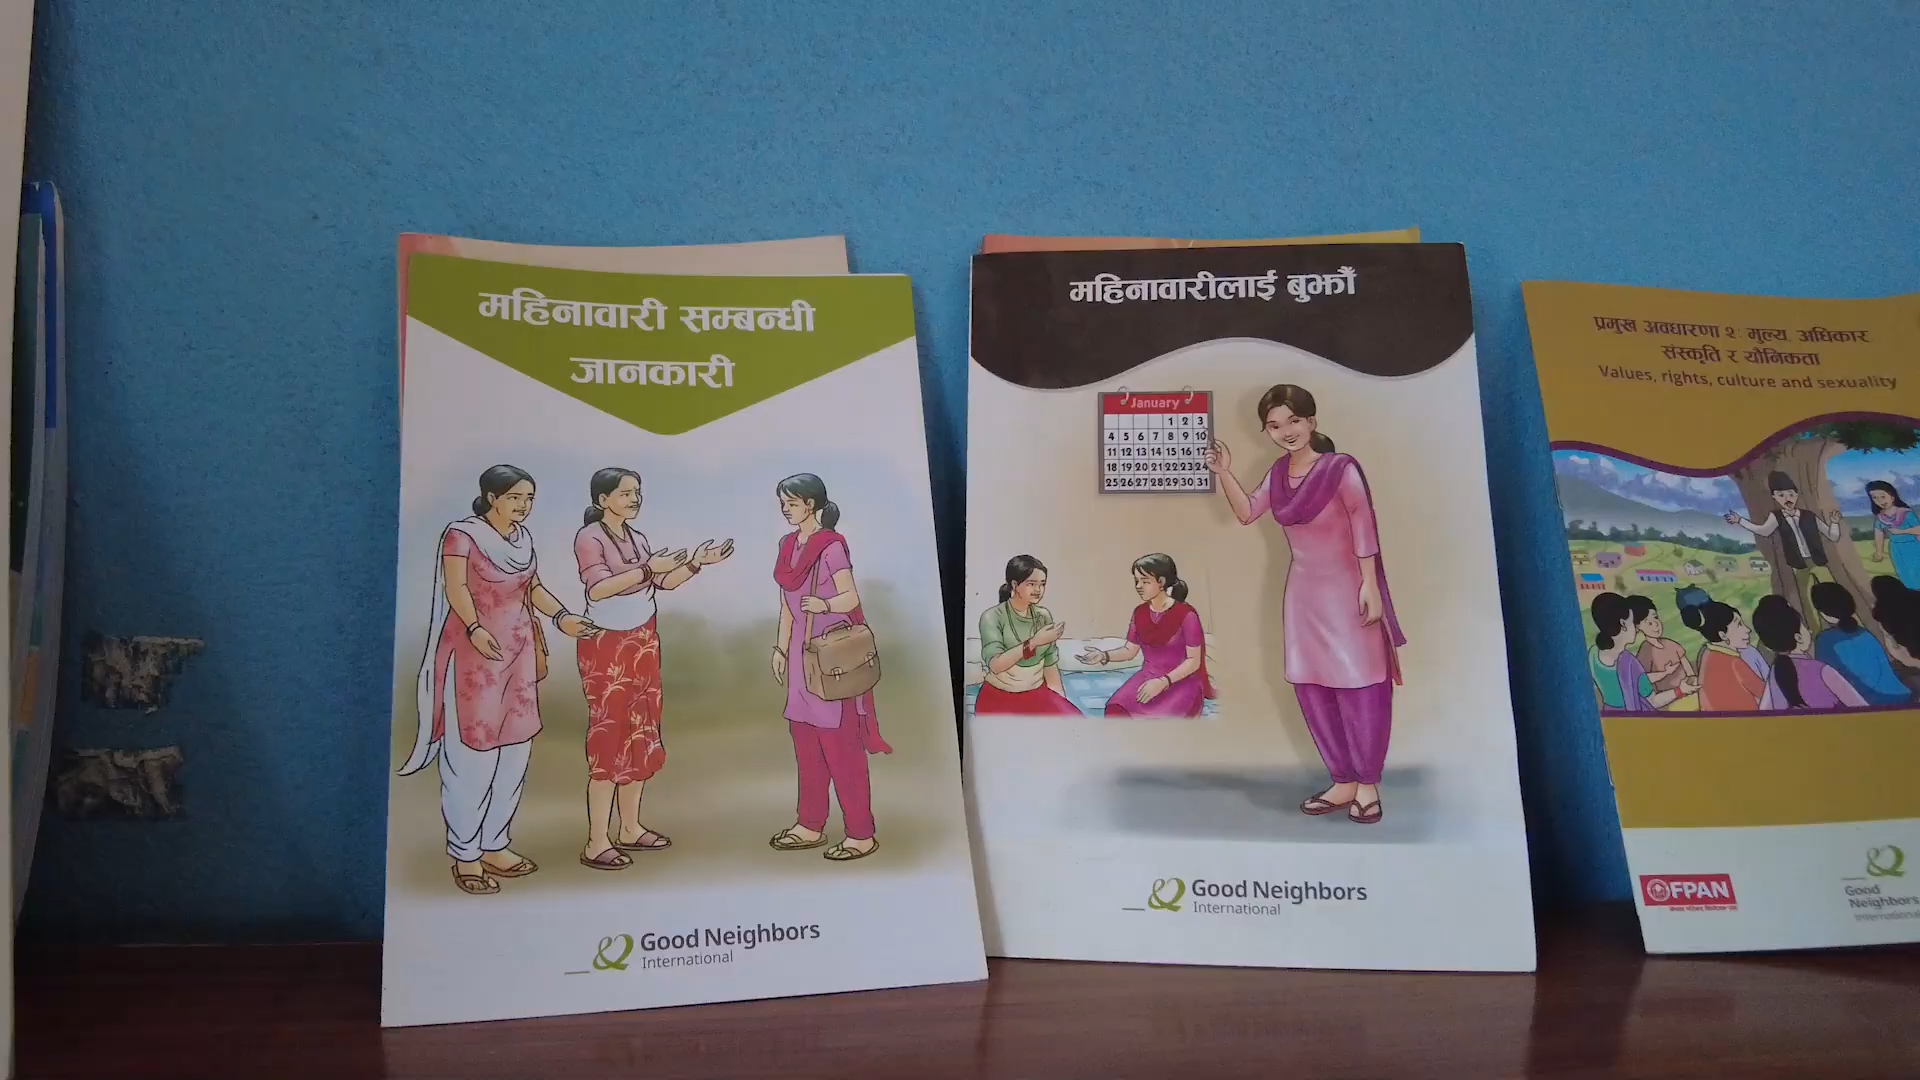 महिनावारी सम्बन्धी
जानकारी
Good Neighbors
International
महिनावारीलाई बुझौँ
January
1 2 3
4 5 6 7 8 9 10
11 12 13 14 15 16 17
18 19 20 21 22 23 24
25 26 27 28 29 30 31
Good Neighbors
International
प्रमुख अवधारणा २: मुल्य, अधिकार,
संस्कृति र यौनिकता
Values, rights, culture and sexuality
FPAN
Good
Neighbors
International